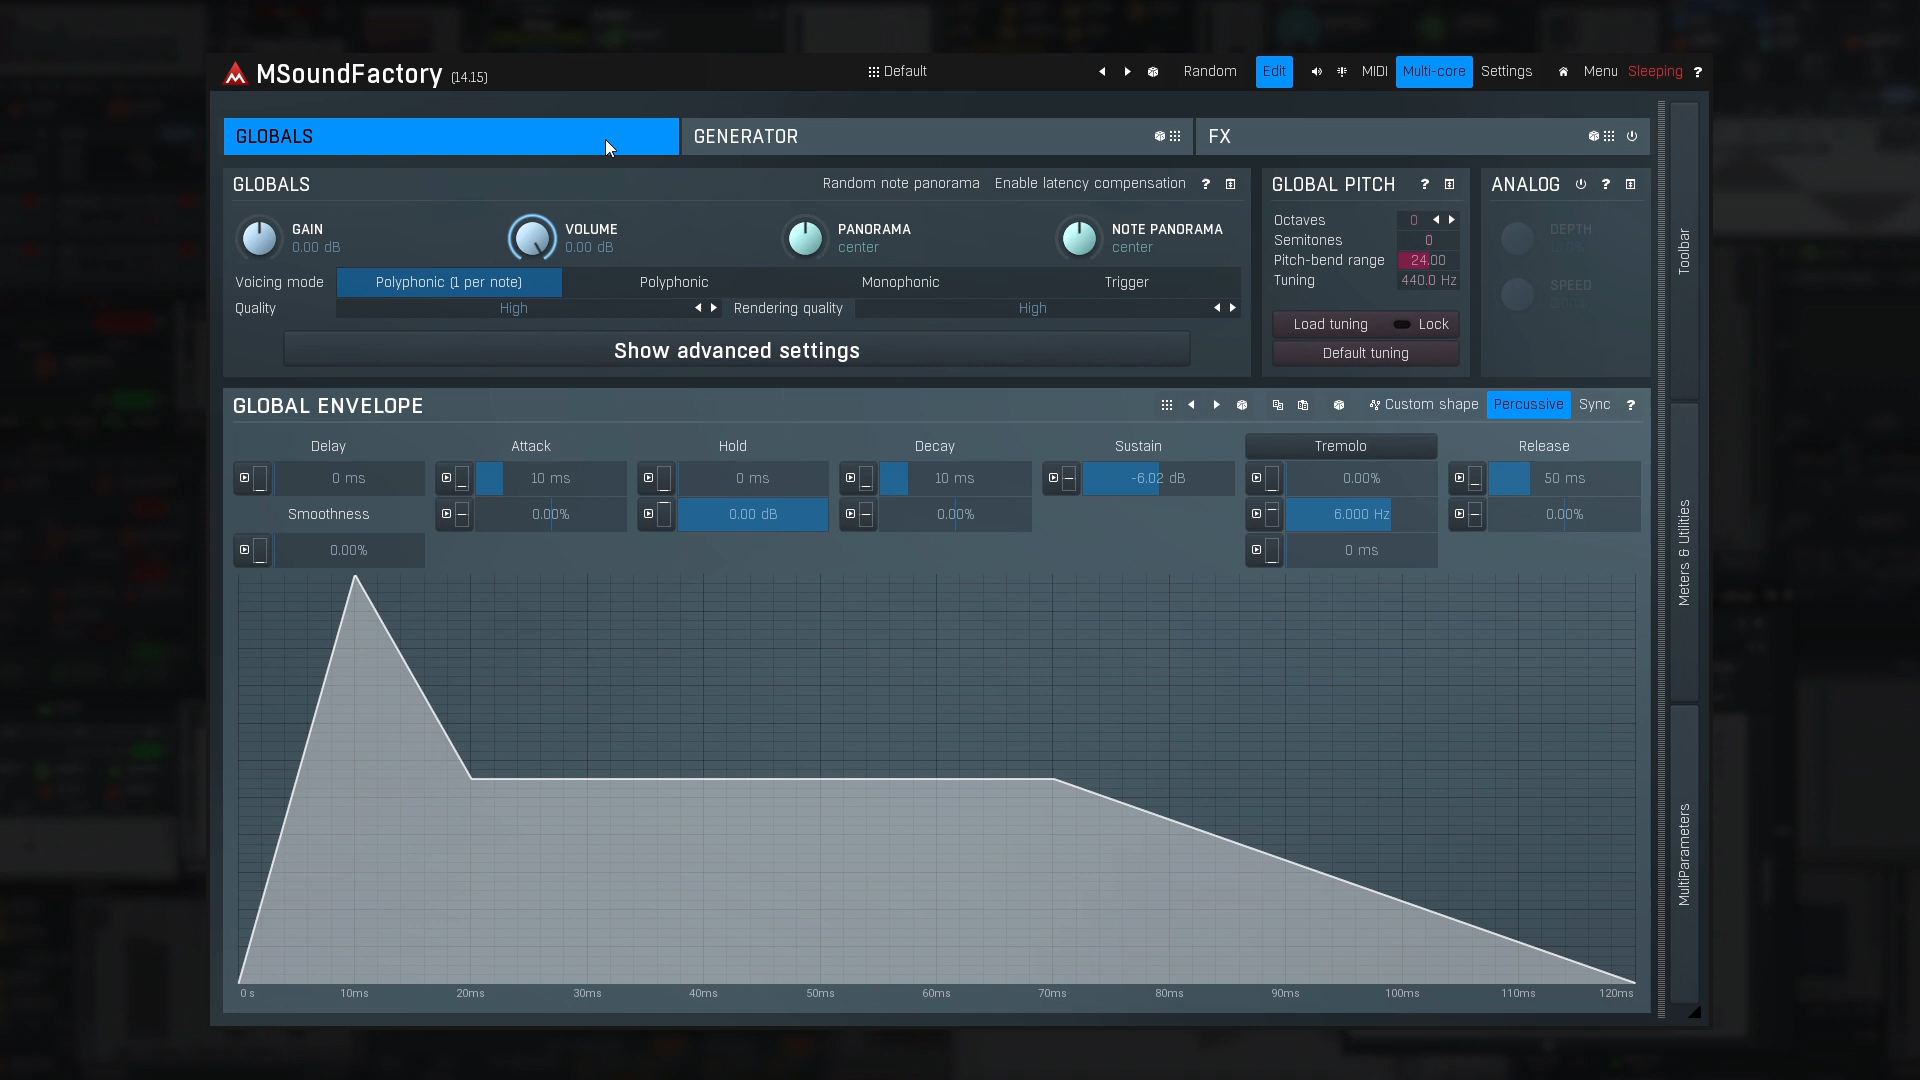 MSoundFactory (14.15)
Default
Random Edit MIDI Multi-core Settings Menu Sleeping ?
GLOBALS
GENERATOR
FX
GLOBALS Random note panorama Enable latency compensation ?
GAIN
0.00 dB
VOLUME
0.00 dB
PANORAMA
center
NOTE PANORAMA
center
Voicing mode Polyphonic (1 per note) Polyphonic Monophonic Trigger
Quality High Rendering quality High
Show advanced settings
GLOBAL PITCH ?
Octaves 0
Semitones 0
Pitch-bend range 24.00
Tuning 440.0 Hz
Load tuning Lock
Default tuning
ANALOG ?
DEPTH
SPEED
GLOBAL ENVELOPE Custom shape Percussive Sync ?
Delay Attack Hold Decay Sustain Tremolo Release
0 ms 10 ms 0 ms 10 ms -6.02 dB 0.00% 50 ms
Smoothness 0.00% 0.00 dB 0.00% 6.000 Hz 0.00%
0.00% 0 ms
0 s 10ms 20ms 30ms 40ms 50ms 60ms 70ms 80ms 90ms 100ms 110ms 120ms
Toolbar
Meters & Utilities
MultiParameters